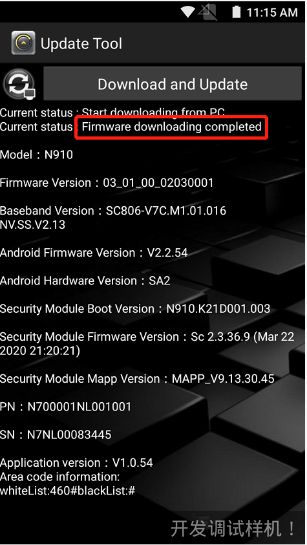 11:15 AM
Update Tool
Download and Update
Current status : Start downloading from PC
Current status : Firmware downloading completed
Model：N910
Firmware Version：03_01_00_02030001
Baseband Version：SC806-V7C.M1.01.016
NV.SS.V2.13
Android Firmware Version：V2.2.54
Android Hardware Version：SA2
Security Module Boot Version：N910.K21D001.003
Security Module Firmware Version：Sc 2.3.36.9 (Mar 22
2020 21:20:21)
Security Module Mapp Version：MAPP_V9.13.30.45
PN：N700001NL001001
SN：N7NL00083445
Application version：V1.0.54
Area code information:
whiteList:460#blackList:#
开发调试样机！